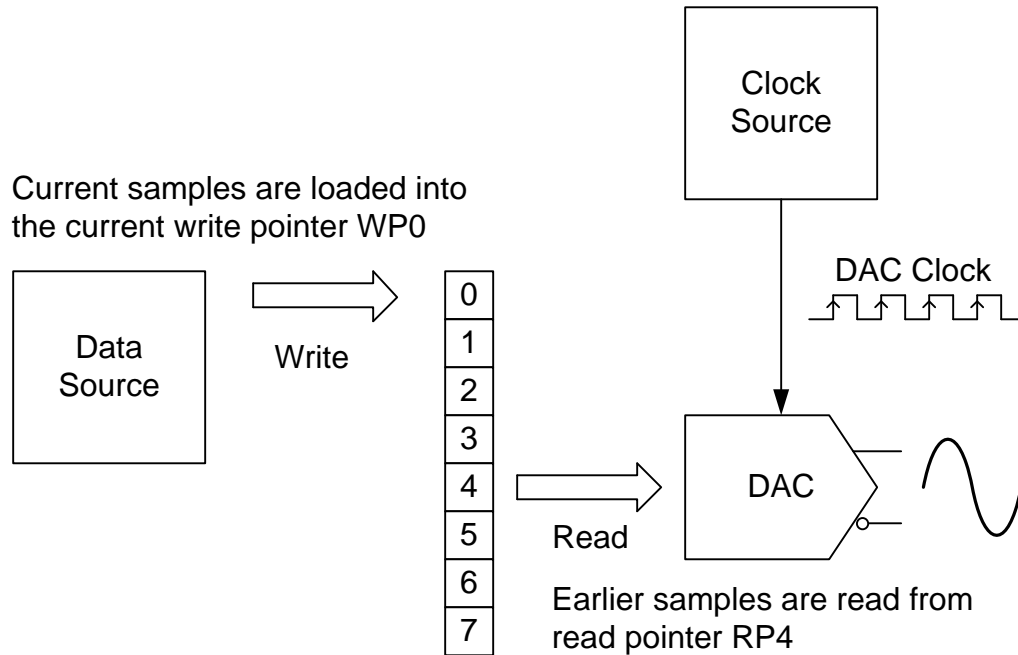 Clock
Source
Current samples are loaded into
the current write pointer WP0
DAC Clock
Data
Source
Write
0
1
2
3
4
5
6
7
DAC
Read
Earlier samples are read from
read pointer RP4